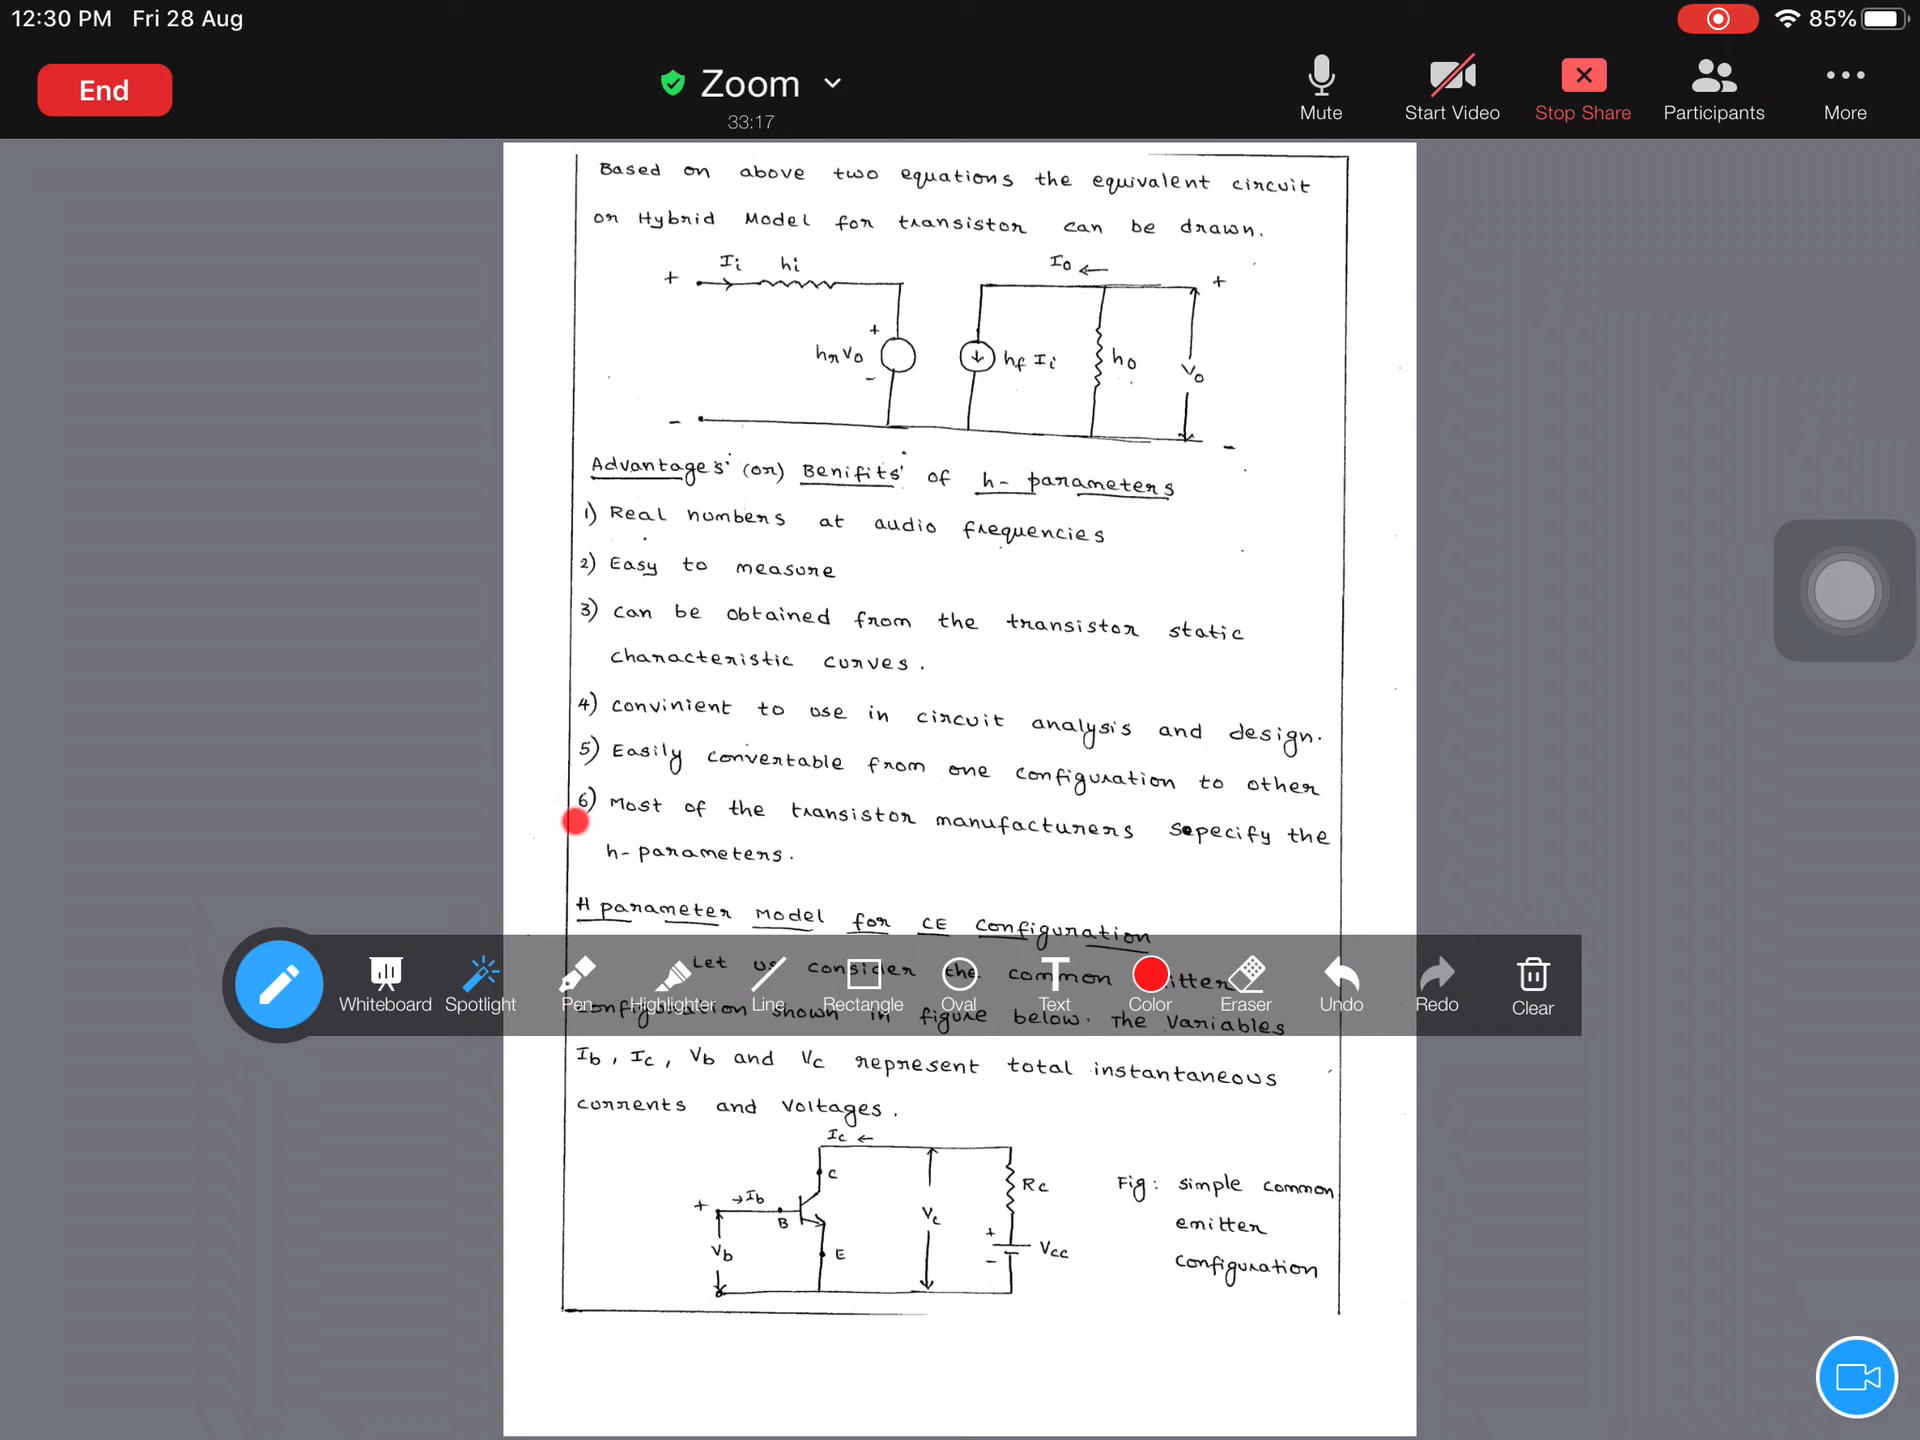 12:30 PM Fri 28 Aug
85%
End
Zoom
33:17
Mute
Start Video
Stop Share
Participants
More
Based on above two equations the equivalent circuit
or Hybrid Model for transistor can be drawn.
Ii hi
Io ←
+
+
+
hrVo
-
hf Ii
ho
Vo
-
-
Advantages (or) Benifits of h- parameters
1) Real numbers at audio frequencies
2) Easy to measure
3) can be obtained from the transistor static
characteristic curves.
4) convinient to use in circuit analysis and design.
5) Easily convertable from one configuration to other
6) Most of the transistor manufacturers sepecify the
h- parameters.
H parameter Model for CE configuration
Let us consider the common emitter
configuration shown in figure below. The variables
Whiteboard
Spotlight
Pen
Highlighter
Line
Rectangle
Oval
Text
Color
Eraser
Undo
Redo
Clear
Ib, Ic, Vb and Vc represent total instantaneous
currents and voltages.
Ic ←
C
+ → Ib
B
Vb
E
Vc
Rc
+
-
Vcc
Fig: simple common
emitter
configuration